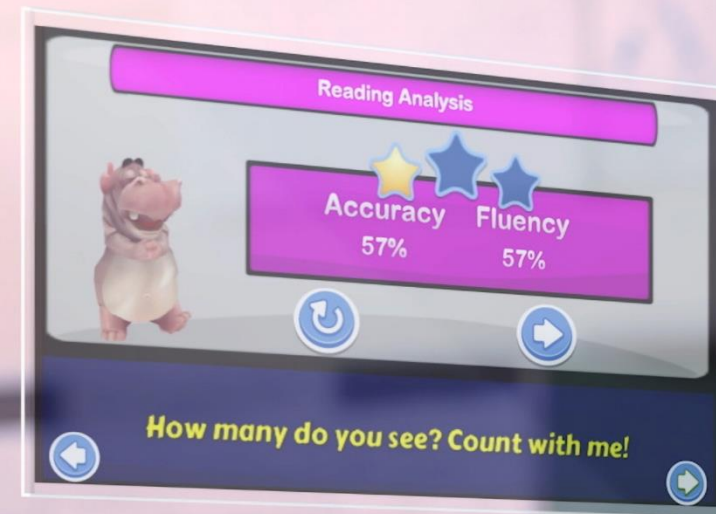 Reading Analysis
Accuracy Fluency
57% 57%
How many do you see? Count with me!